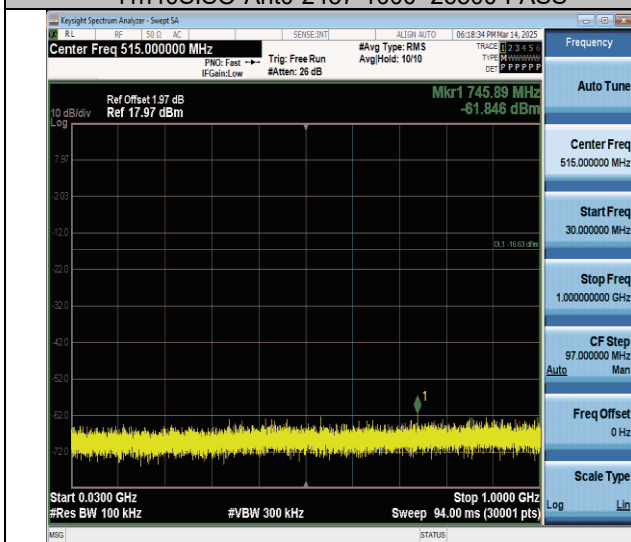 Keysight Spectrum Analyzer - Swept SA
RL RF 50 Ω AC SENSE:INT ALIGN AUTO 06:18:34 PM Mar 14, 2025
Center Freq 515.000000 MHz
PNO: Fast
IFGain:Low
Trig: Free Run
#Atten: 26 dB
#Avg Type: RMS
Avg|Hold: 10/10
TRACE 1 2 3 4 5 6
TYPE M W W W W W
DET P P P P P P
Frequency
Ref Offset 1.97 dB
Ref 17.97 dBm
10 dB/div
Log
Mkr1 745.89 MHz
-61.846 dBm
7.97
-2.03
-12.0
DL1 -16.63 dBm
-22.0
-32.0
-42.0
-52.0
1
-62.0
-72.0
Start 0.0300 GHz
Stop 1.0000 GHz
#Res BW 100 kHz
#VBW 300 kHz
Sweep 94.00 ms (30001 pts)
MSG
STATUS
Auto Tune
Center Freq
515.000000 MHz
Start Freq
30.000000 MHz
Stop Freq
1.000000000 GHz
CF Step
97.000000 MHz
Auto Man
Freq Offset
0 Hz
Scale Type
Log Lin